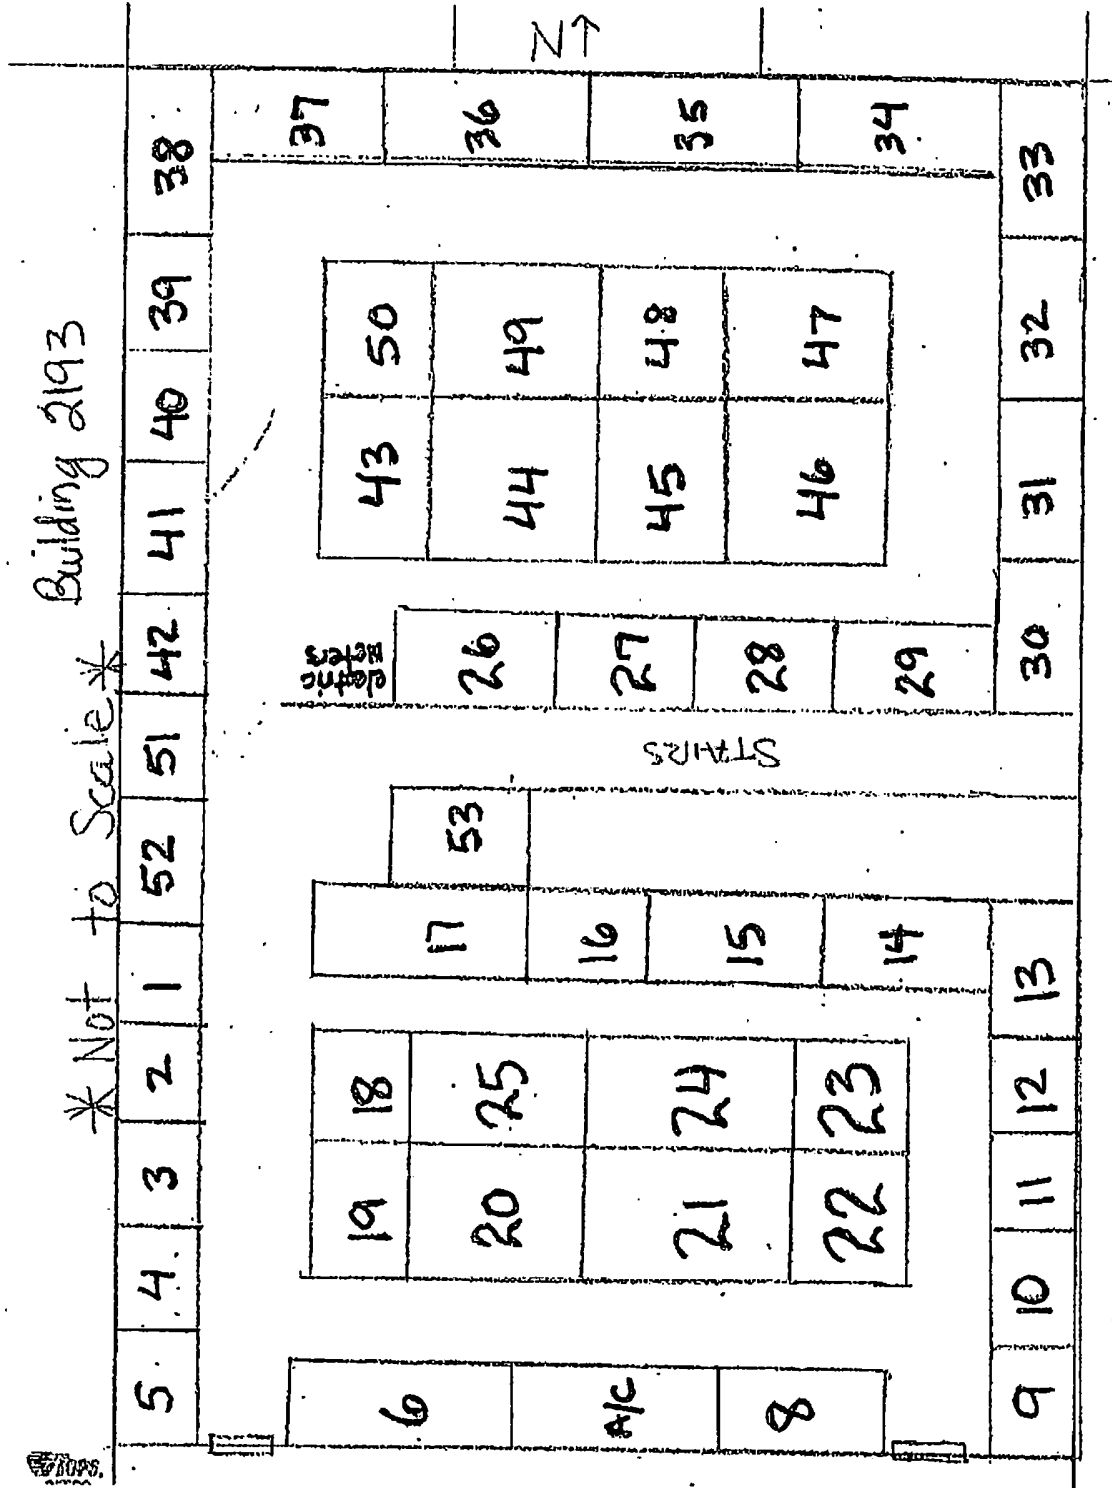 N↑
* Not to Scale * Building 2193
5 4 3 2 1 52 51 42 41 40 39 38
37
36
35
34
19 18 17 53
electric
meters
43 50
6 20 25 26 44 49
A/C 21 24 16 27 45 48
STAIRS
8 22 23 15 28 46 47
14 29
9 10 11 12 13 30 31 32 33